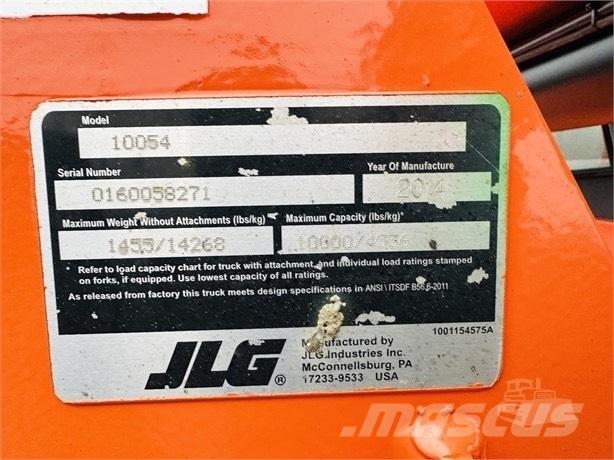 Model
10054
Serial Number
0160058271
Year Of Manufacture
2014
Maximum Weight Without Attachments (lbs/kg)
1455/14268
Maximum Capacity (lbs/kg)*
10000/4536
* Refer to load capacity chart for truck with attachment, and individual load ratings stamped
on forks, if equipped. Use lowest capacity of all ratings.
As released from factory this truck meets design specifications in ANSI \ ITSDF B56.6-2011
1001154575A
JLG®
Manufactured by
JLG Industries Inc.
McConnellsburg, PA
17233-9533 USA
mascus